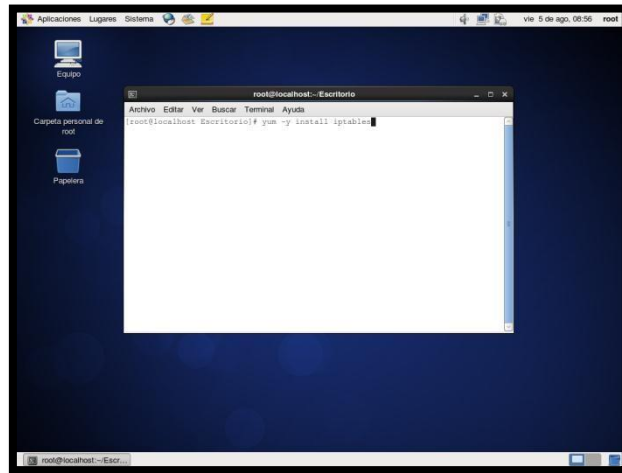 Aplicaciones Lugares Sistema vie 5 de ago, 08:56 root
Equipo
Carpeta personal de
root
Papelera
root@localhost:~/Escritorio
Archivo Editar Ver Buscar Terminal Ayuda
[root@localhost Escritorio]# yum -y install iptables
root@localhost:~/Escr...